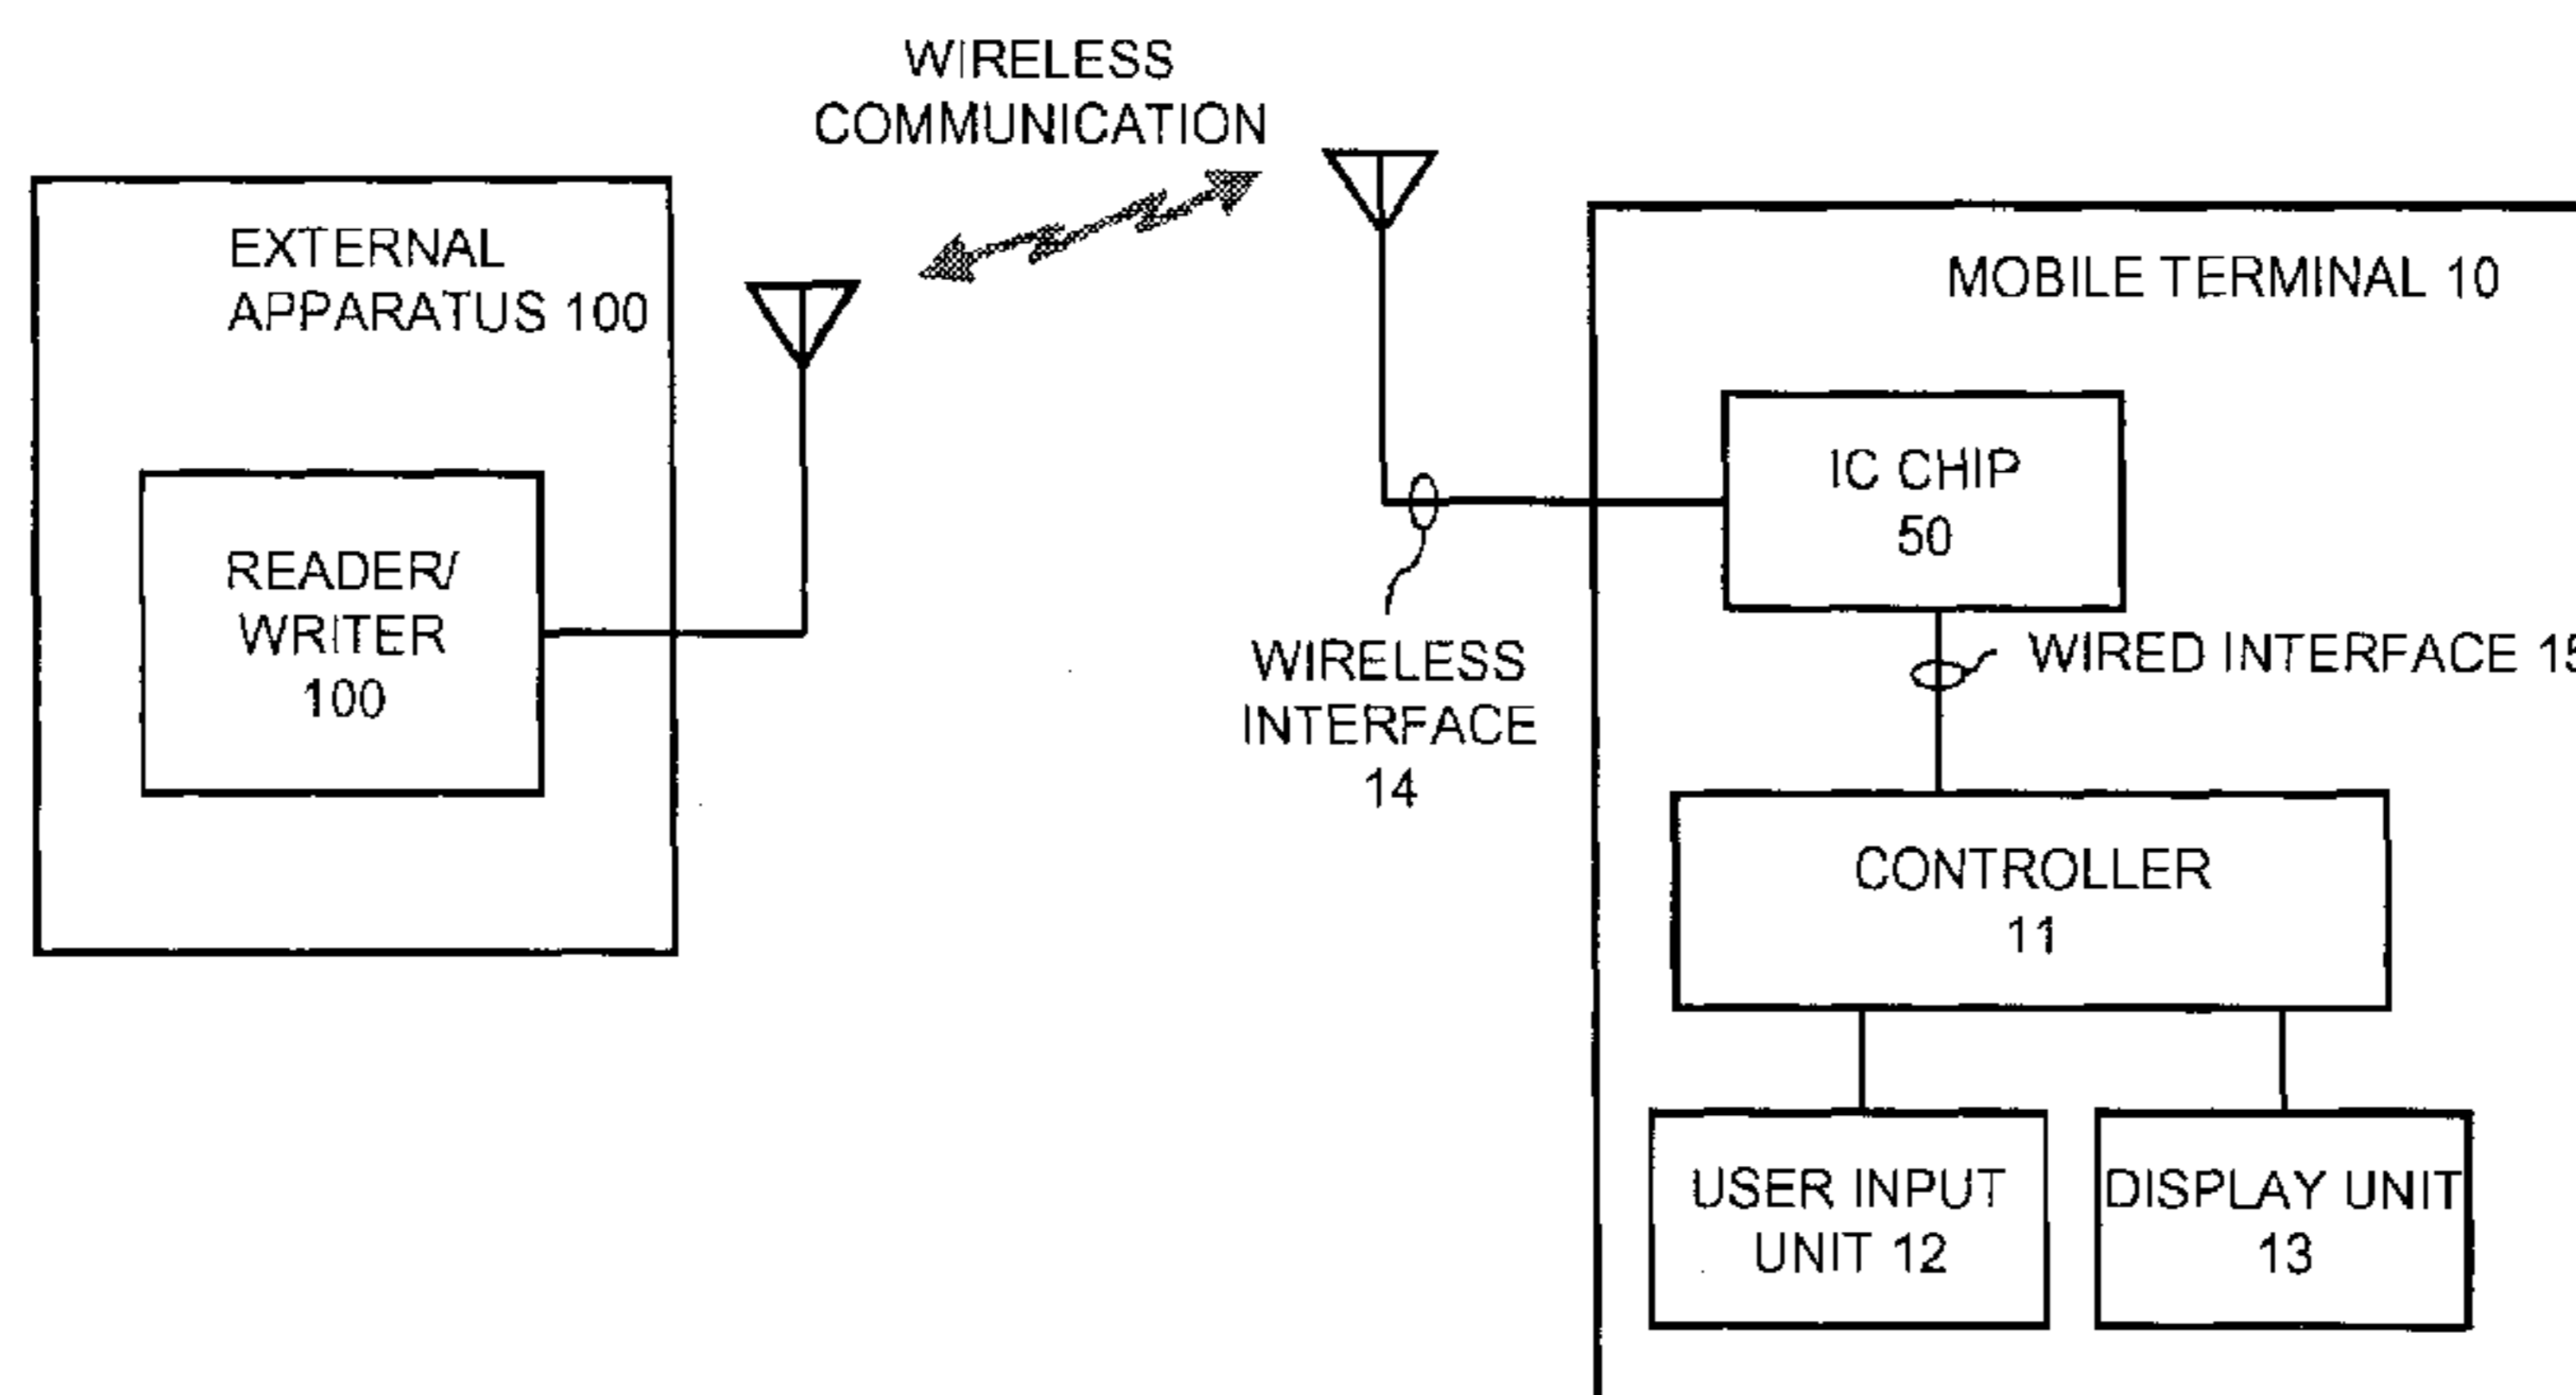 WIRELESS
COMMUNICATION
EXTERNAL
APPARATUS 100
READER/
WRITER
100
WIRELESS
INTERFACE
14
MOBILE TERMINAL 10
IC CHIP
50
WIRED INTERFACE 15
CONTROLLER
11
USER INPUT
UNIT 12
DISPLAY UNIT
13